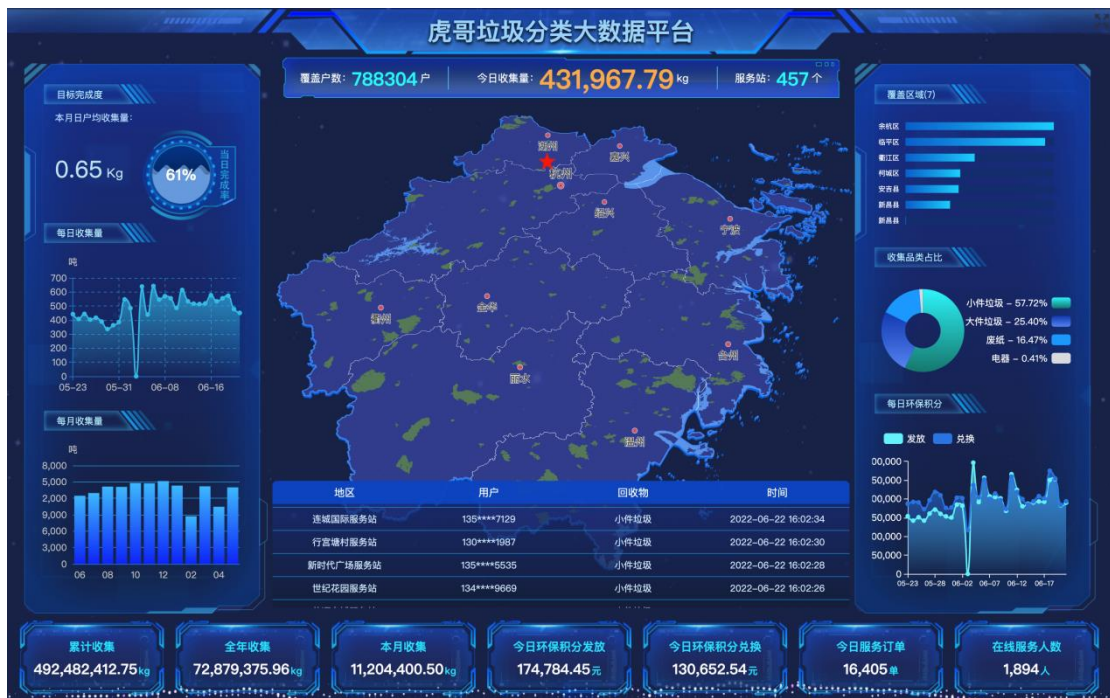 虎哥垃圾分类大数据平台
覆盖户数: 788304 户 今日收集量: 431,967.79 kg 服务站: 457 个
目标完成度
本月日户均收集量:
0.65 Kg
61%
当日完成率
每日收集量
吨
700
600
500
400
300
200
100
0
05-23 05-31 06-08 06-16
每月收集量
吨
8,000
5,000
2,000
9,000
6,000
3,000
0
06 08 10 12 02 04
湖州
嘉兴
杭州
绍兴
宁波
衢州
金华
台州
丽水
温州
地区 用户 回收物 时间
连城国际服务站 135****7129 小件垃圾 2022-06-22 16:02:34
行宫塘村服务站 130****1987 小件垃圾 2022-06-22 16:02:30
新时代广场服务站 135****5535 小件垃圾 2022-06-22 16:02:28
世纪花园服务站 134****9669 小件垃圾 2022-06-22 16:02:26
覆盖区域(7)
余杭区
临平区
衢江区
柯城区
安吉县
新昌县
新昌县
收集品类占比
小件垃圾 - 57.72%
大件垃圾 - 25.40%
废纸 - 16.47%
电器 - 0.41%
每日环保积分
发放 兑换
00,000
50,000
00,000
50,000
00,000
50,000
0
05-23 05-28 06-02 06-07 06-12 06-17
累计收集
492,482,412.75kg
全年收集
72,879,375.96kg
本月收集
11,204,400.50kg
今日环保积分发放
174,784.45元
今日环保积分兑换
130,652.54元
今日服务订单
16,405单
在线服务人数
1,894人